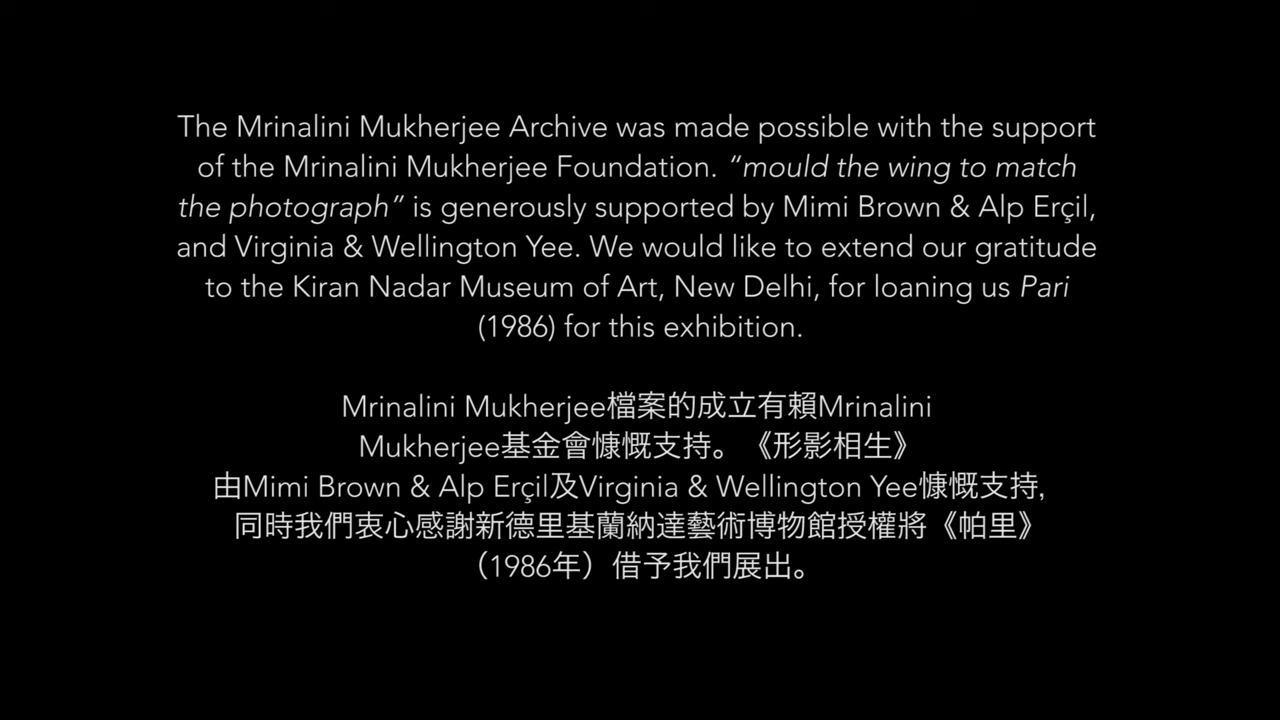 The Mrinalini Mukherjee Archive was made possible with the support
of the Mrinalini Mukherjee Foundation. “mould the wing to match
the photograph” is generously supported by Mimi Brown & Alp Erçil,
and Virginia & Wellington Yee. We would like to extend our gratitude
to the Kiran Nadar Museum of Art, New Delhi, for loaning us Pari
(1986) for this exhibition.
Mrinalini Mukherjee檔案的成立有賴Mrinalini
Mukherjee基金會慷慨支持。《形影相生》
由Mimi Brown & Alp Erçil及Virginia & Wellington Yee慷慨支持,
同時我們衷心感謝新德里基蘭納達藝術博物館授權將《帕里》
（1986年）借予我們展出。